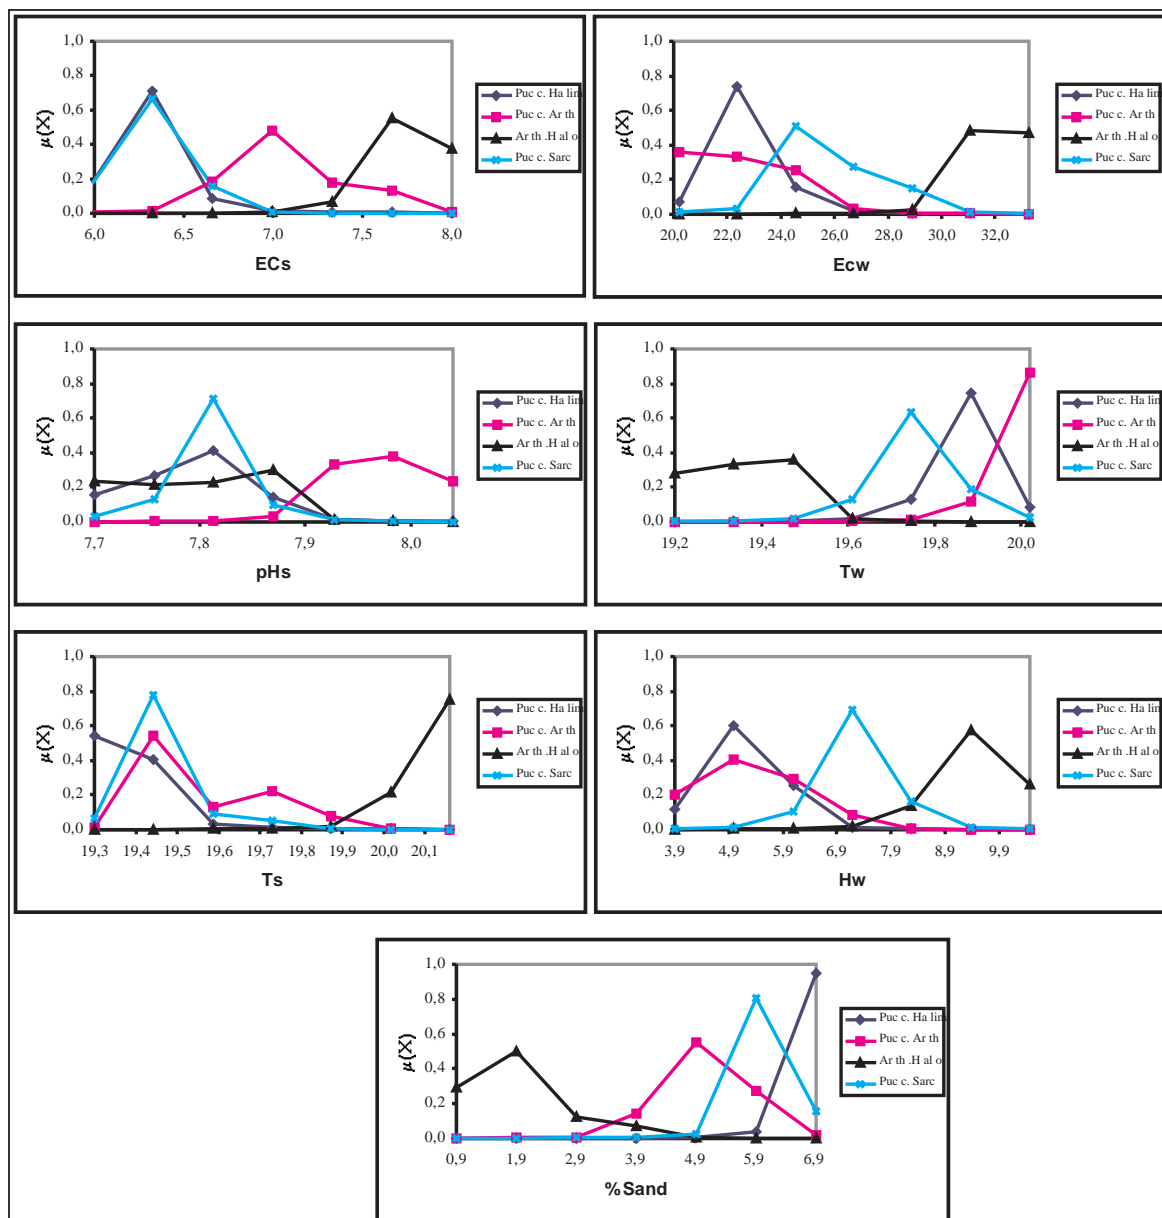 1,0
0,8
0,6
0,4
0,2
0,0
μ(X)
6,0 6,5 7,0 7,5 8,0
ECs
Puc c. Ha lim
Puc c. Ar th
Ar th .H al o
Puc c. Sarc
1,0
0,8
0,6
0,4
0,2
0,0
μ(X)
20,0 22,0 24,0 26,0 28,0 30,0 32,0
Ecw
Puc c. Ha lim
Puc c. Ar th
Ar th .H al o
Puc c. Sarc
1,0
0,8
0,6
0,4
0,2
0,0
μ(X)
7,7 7,8 7,9 8,0
pHs
Puc c. Ha lim
Puc c. Ar th
Ar th .H al o
Puc c. Sarc
1,0
0,8
0,6
0,4
0,2
0,0
μ(X)
19,2 19,4 19,6 19,8 20,0
Tw
Puc c. Ha lim
Puc c. Ar th
Ar th .H al o
Puc c. Sarc
1,0
0,8
0,6
0,4
0,2
0,0
μ(X)
19,3 19,4 19,5 19,6 19,7 19,8 19,9 20,0 20,1
Ts
Puc c. Ha lim
Puc c. Ar th
Ar th .H al o
Puc c. Sarc
1,0
0,8
0,6
0,4
0,2
0,0
μ(X)
3,9 4,9 5,9 6,9 7,9 8,9 9,9
Hw
Puc c. Ha lim
Puc c. Ar th
Ar th .H al o
Puc c. Sarc
1,0
0,8
0,6
0,4
0,2
0,0
μ(X)
0,9 1,9 2,9 3,9 4,9 5,9 6,9
%Sand
Puc c. Ha lim
Puc c. Ar th
Ar th .H al o
Puc c. Sarc